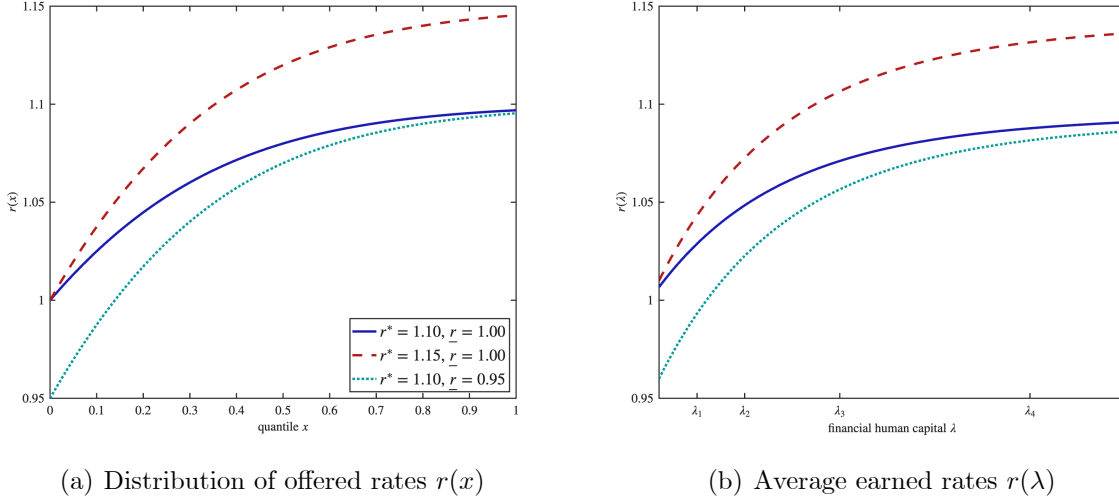 1.15
1.1
1.05
1
0.95
r(x)
0 0.1 0.2 0.3 0.4 0.5 0.6 0.7 0.8 0.9 1
quantile x
r* = 1.10, r = 1.00
r* = 1.15, r = 1.00
r* = 1.10, r = 0.95
(a) Distribution of offered rates r(x)
1.15
1.1
1.05
1
0.95
r(λ)
λ₁ λ₂ λ₃ λ₄
financial human capital λ
(b) Average earned rates r(λ)